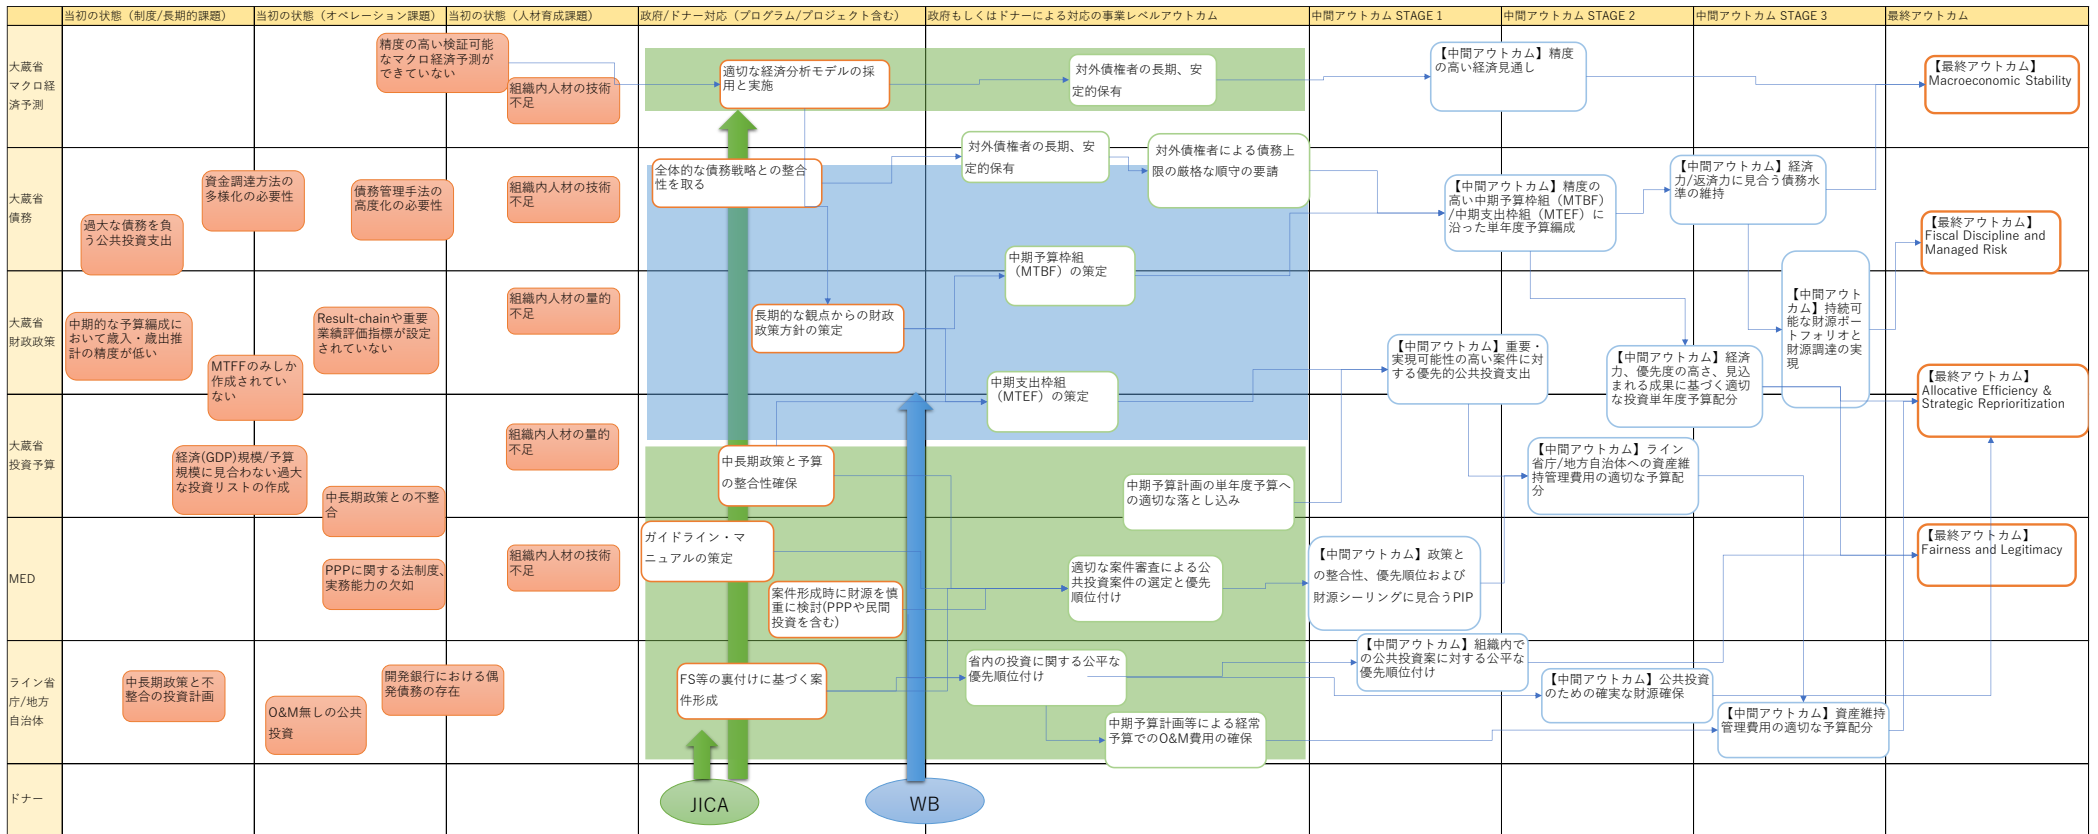 当初の状態（制度/長期的課題）
当初の状態（オペレーション課題）
当初の状態（人材育成課題）
政府/ドナー対応（プログラム/プロジェクト含む）
政府もしくはドナーによる対応の事業レベルアウトカム
中間アウトカム STAGE 1
中間アウトカム STAGE 2
中間アウトカム STAGE 3
最終アウトカム
大蔵省
マクロ経
済予測
精度の高い検証可能
なマクロ経済予測が
できていない
組織内人材の技術
不足
適切な経済分析モデルの採
用と実施
対外債権者の長期、安
定的保有
【中間アウトカム】精度
の高い経済見通し
【最終アウトカム】
Macroeconomic Stability
大蔵省
債務
過大な債務を負
う公共投資支出
資金調達方法の
多様化の必要性
債務管理手法の
高度化の必要性
組織内人材の技術
不足
全体的な債務戦略との整合
性を取る
対外債権者の長期、安
定的保有
対外債権者による債務上
限の厳格な順守の要請
【中間アウトカム】精度の
高い中期予算枠組（MTBF）
/中期支出枠組（MTEF）に
沿った単年度予算編成
【中間アウトカム】経済
力/返済力に見合う債務水
準の維持
【最終アウトカム】
Fiscal Discipline and
Managed Risk
大蔵省
財政政策
中期的な予算編成に
おいて歳入・歳出推
計の精度が低い
MTFFのみしか
作成されてい
ない
Result-chainや重要
業績評価指標が設定
されていない
組織内人材の量的
不足
長期的な観点からの財政
政策方針の策定
中期予算枠組
（MTBF）の策定
中期支出枠組
（MTEF）の策定
【中間アウトカム】重要・
実現可能性の高い案件に対
する優先的公共投資支出
【中間アウトカム】経済
力、優先度の高さ、見込
まれる成果に基づく適切
な投資単年度予算配分
【中間アウト
カム】持続可
能な財源ポー
トフォリオと
財源調達の実
現
【最終アウトカム】
Allocative Efficiency &
Strategic Reprioritization
大蔵省
投資予算
経済(GDP)規模/予算
規模に見合わない過大
な投資リストの作成
中長期政策との不整
合
組織内人材の量的
不足
中長期政策と予算
の整合性確保
中期予算計画の単年度予算へ
の適切な落とし込み
【中間アウトカム】ライン
省庁/地方自治体への資産維
持管理費用の適切な予算配
分
MED
PPPに関する法制度、
実務能力の欠如
組織内人材の技術
不足
ガイドライン・マ
ニュアルの策定
案件形成時に財源を慎
重に検討(PPPや民間
投資を含む)
適切な案件審査による公
共投資案件の選定と優先
順位付け
【中間アウトカム】政策と
の整合性、優先順位および
財源シーリングに見合うPIP
【最終アウトカム】
Fairness and Legitimacy
ライン省
庁/地方
自治体
中長期政策と不
整合の投資計画
O&M無しの公共
投資
開発銀行における偶
発債務の存在
FS等の裏付けに基づく案
件形成
省内の投資に関する公平な
優先順位付け
中期予算計画等による経常
予算でのO&M費用の確保
【中間アウトカム】組織内で
の公共投資案に対する公平な
優先順位付け
【中間アウトカム】公共投資
のための確実な財源確保
【中間アウトカム】資産維持
管理費用の適切な予算配分
ドナー
JICA
WB